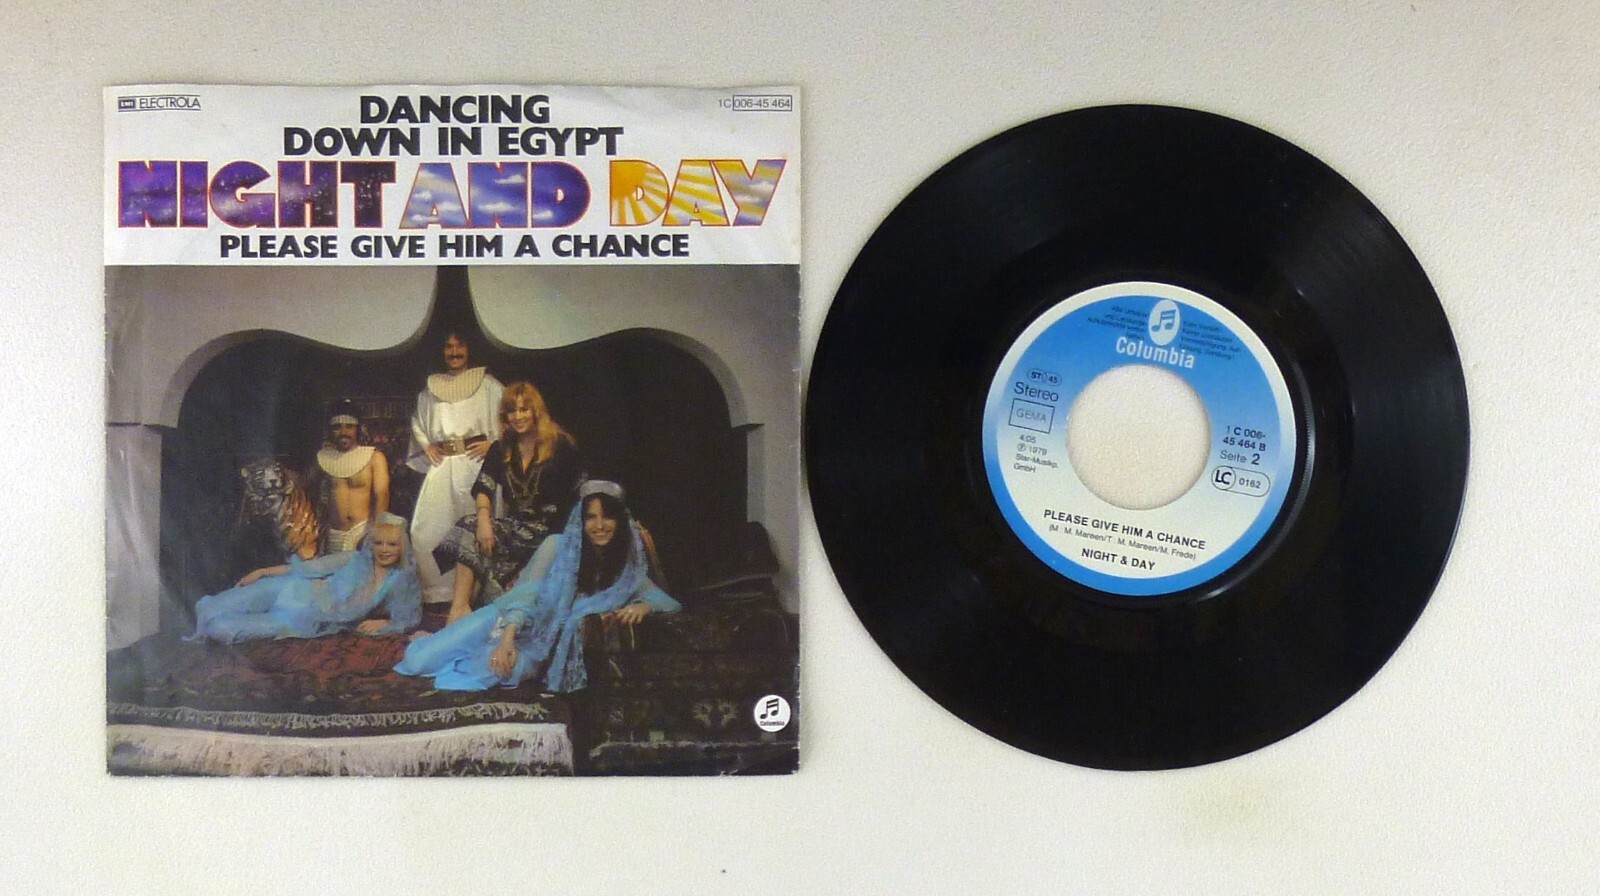 EMI ELECTROLA
1C 006-45 464
DANCING
DOWN IN EGYPT
NIGHT AND DAY
PLEASE GIVE HIM A CHANCE
Columbia
Columbia
ST 45
Stereo
GEMA
4:05
Ⓟ 1979
Star-Musikp.
GmbH
1 C 006-
45 464 B
Seite 2
LC 0162
PLEASE GIVE HIM A CHANCE
(M: M. Mareen/T: M. Mareen/M. Frede)
NIGHT & DAY